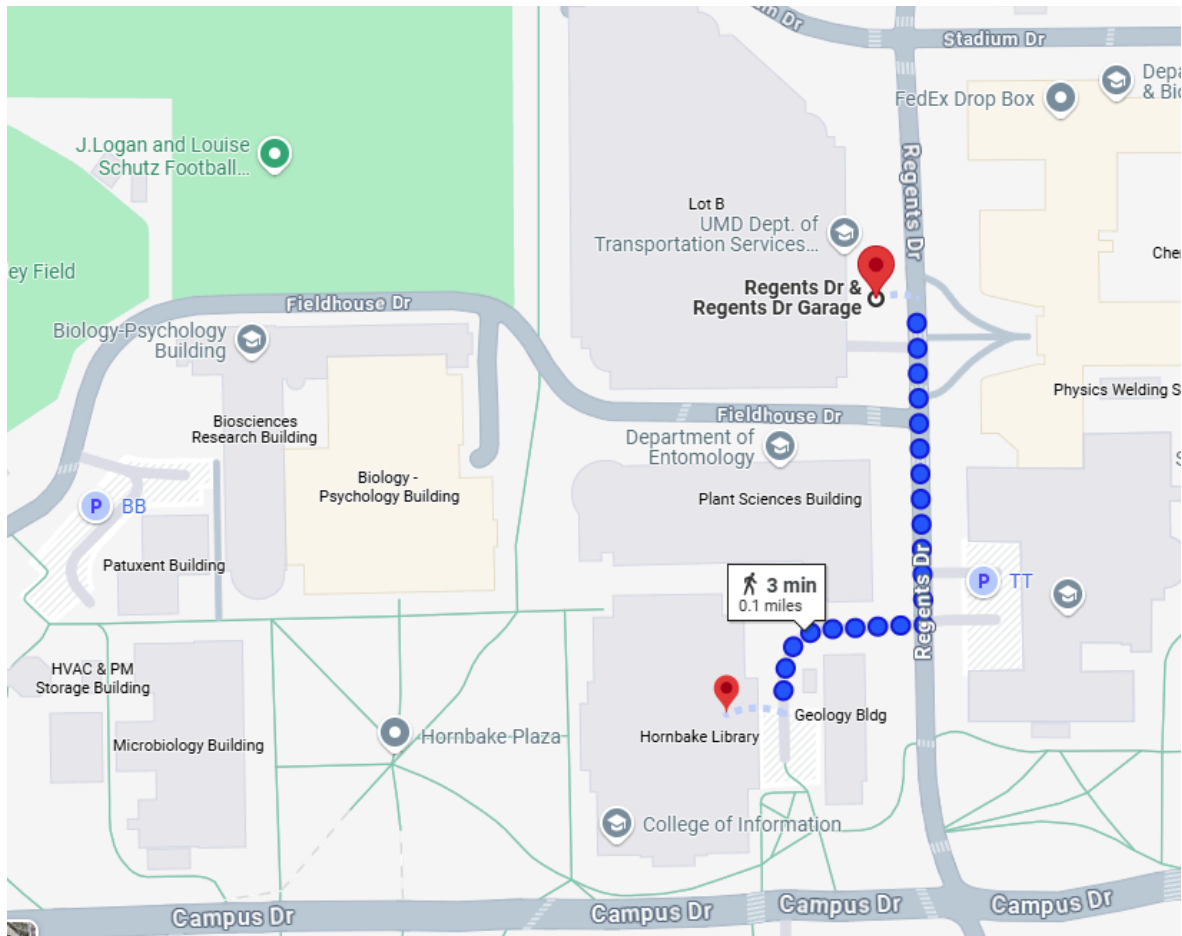 in Dr
Stadium Dr
FedEx Drop Box
Depa
& Bio
J.Logan and Louise
Schutz Football...
Regents Dr
Lot B
UMD Dept. of
Transportation Services...
Cher
ey Field
Regents Dr &
Regents Dr Garage
Fieldhouse Dr
Biology-Psychology
Building
Physics Welding S
Fieldhouse Dr
Biosciences
Research Building
Department of
Entomology
S
Biology -
Psychology Building
Plant Sciences Building
P BB
Patuxent Building
3 min
0.1 miles
Regents Dr
P TT
HVAC & PM
Storage Building
Geology Bldg
Hornbake Library
Hornbake Plaza
Microbiology Building
College of Information
Campus Dr
Campus Dr
Campus Dr
Campus Dr